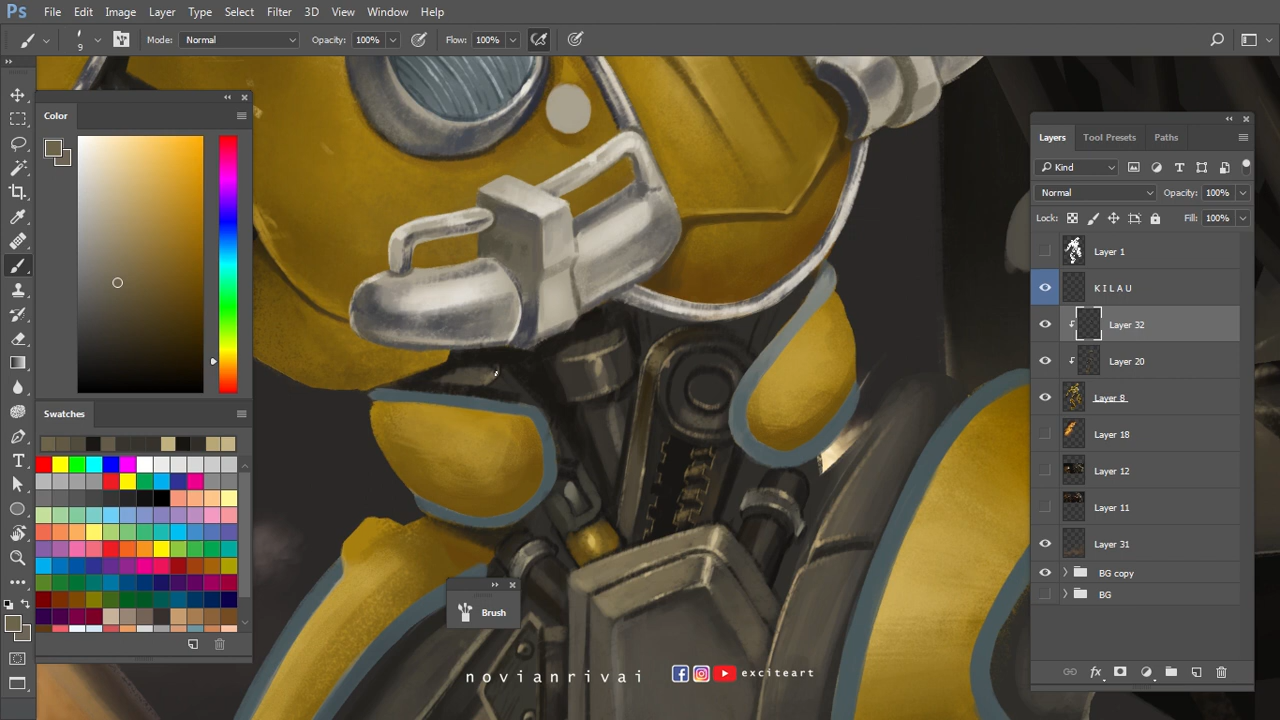 Ps File Edit Image Layer Type Select Filter 3D View Window Help
9 Mode: Normal Opacity: 100% Flow: 100%
Color
Swatches
Layers Tool Presets Paths
Kind
Normal Opacity: 100%
Lock: Fill: 100%
Layer 1
K I L A U
Layer 32
Layer 20
Layer 8
Layer 18
Layer 12
Layer 11
Layer 31
BG copy
BG
Brush
novianrivai exciteart